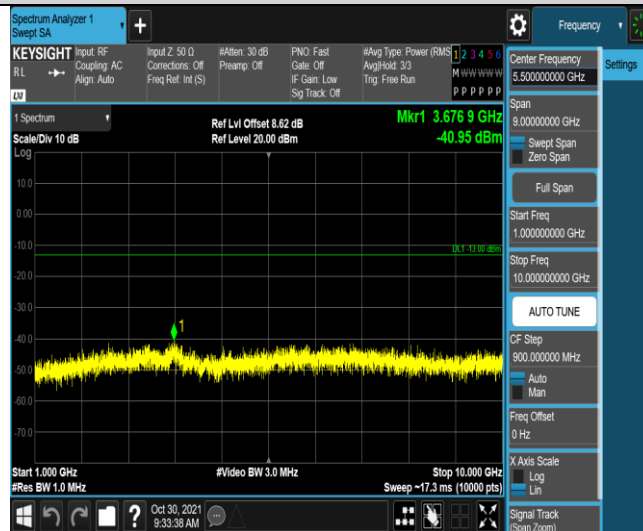 Spectrum Analyzer 1
Swept SA
+
Frequency
KEYSIGHT
RL
LXI
Input: RF
Coupling: AC
Align: Auto
Input Z: 50 Ω
Corrections: Off
Freq Ref: Int (S)
#Atten: 30 dB
Preamp: Off
PNO: Fast
Gate: Off
IF Gain: Low
Sig Track: Off
#Avg Type: Power (RMS
Avg|Hold: 3/3
Trig: Free Run
1 2 3 4 5 6
M W W W W W
P P P P P P
1 Spectrum
Scale/Div 10 dB
Log
Ref Lvl Offset 8.62 dB
Ref Level 20.00 dBm
Mkr1 3.676 9 GHz
-40.95 dBm
10.0
0.00
-10.0
-20.0
-30.0
-40.0
-50.0
-60.0
-70.0
DL1 -13.00 dBm
1
Start 1.000 GHz
#Res BW 1.0 MHz
#Video BW 3.0 MHz
Stop 10.000 GHz
Sweep ~17.3 ms (10000 pts)
?
Oct 30, 2021
9:33:38 AM
Center Frequency
5.500000000 GHz
Span
9.00000000 GHz
Swept Span
Zero Span
Full Span
Start Freq
1.000000000 GHz
Stop Freq
10.000000000 GHz
AUTO TUNE
CF Step
900.000000 MHz
Auto
Man
Freq Offset
0 Hz
X Axis Scale
Log
Lin
Signal Track
(Span Zoom)
Settings